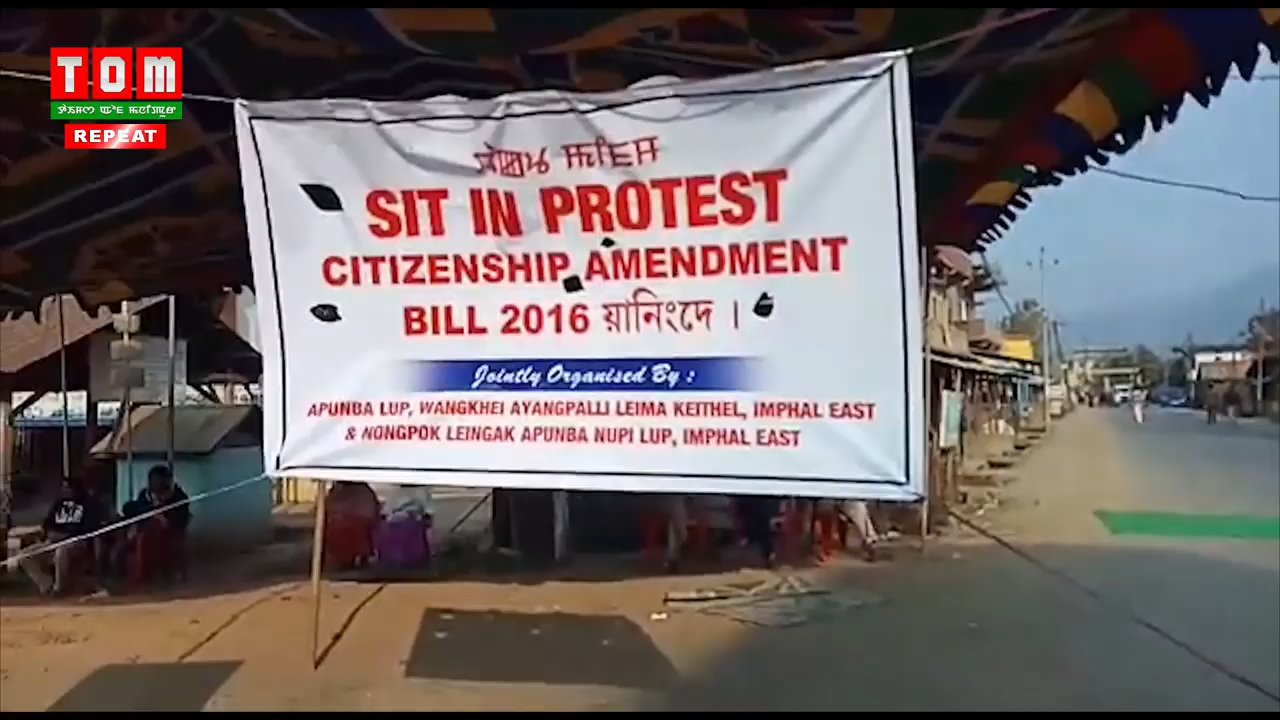 TOM
REPEAT
SIT IN PROTEST
CITIZENSHIP AMENDMENT
BILL 2016 য়ানিংদে ।
Jointly Organised By :
APUNBA LUP, WANGKHEI AYANGPALLI LEIMA KEITHEL, IMPHAL EAST
& NONGPOK LEINGAK APUNBA NUPI LUP, IMPHAL EAST